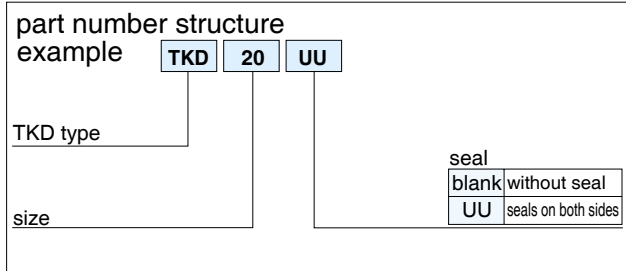 part number structure
example TKD 20 UU
TKD type
seal
blank without seal
UU seals on both sides
size